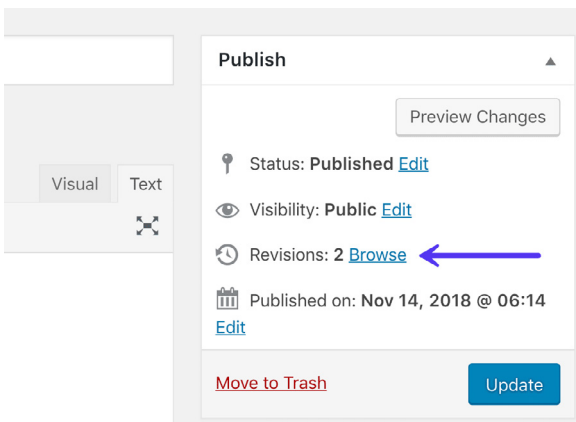 Publish
Preview Changes
Visual
Text
Status: Published Edit
Visibility: Public Edit
Revisions: 2 Browse
Published on: Nov 14, 2018 @ 06:14
Edit
Move to Trash
Update